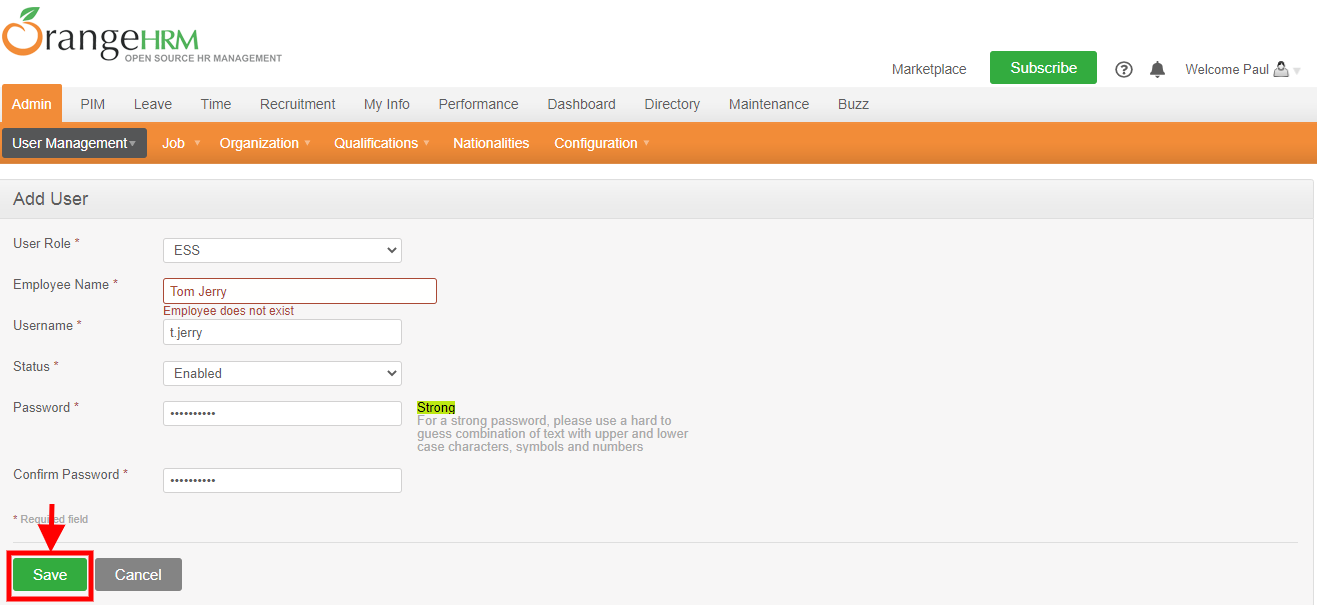 OrangeHRM
OPEN SOURCE HR MANAGEMENT
Marketplace Subscribe Welcome Paul
Admin PIM Leave Time Recruitment My Info Performance Dashboard Directory Maintenance Buzz
User Management Job Organization Qualifications Nationalities Configuration
Add User
User Role * ESS
Employee Name * Tom Jerry
Employee does not exist
Username * t.jerry
Status * Enabled
Password * •••••••••• Strong
For a strong password, please use a hard to
guess combination of text with upper and lower
case characters, symbols and numbers
Confirm Password * ••••••••••
* Required field
Save Cancel